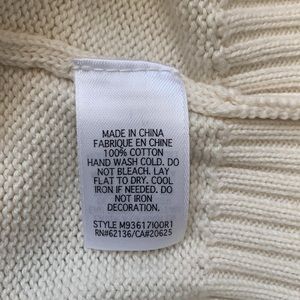 MADE IN CHINA
FABRIQUE EN CHINE
100% COTTON
HAND WASH COLD. DO
NOT BLEACH. LAY
FLAT TO DRY. COOL
IRON IF NEEDED. DO
NOT IRON
DECORATION.
STYLE M93617100R1
RN#62136/CA#20625